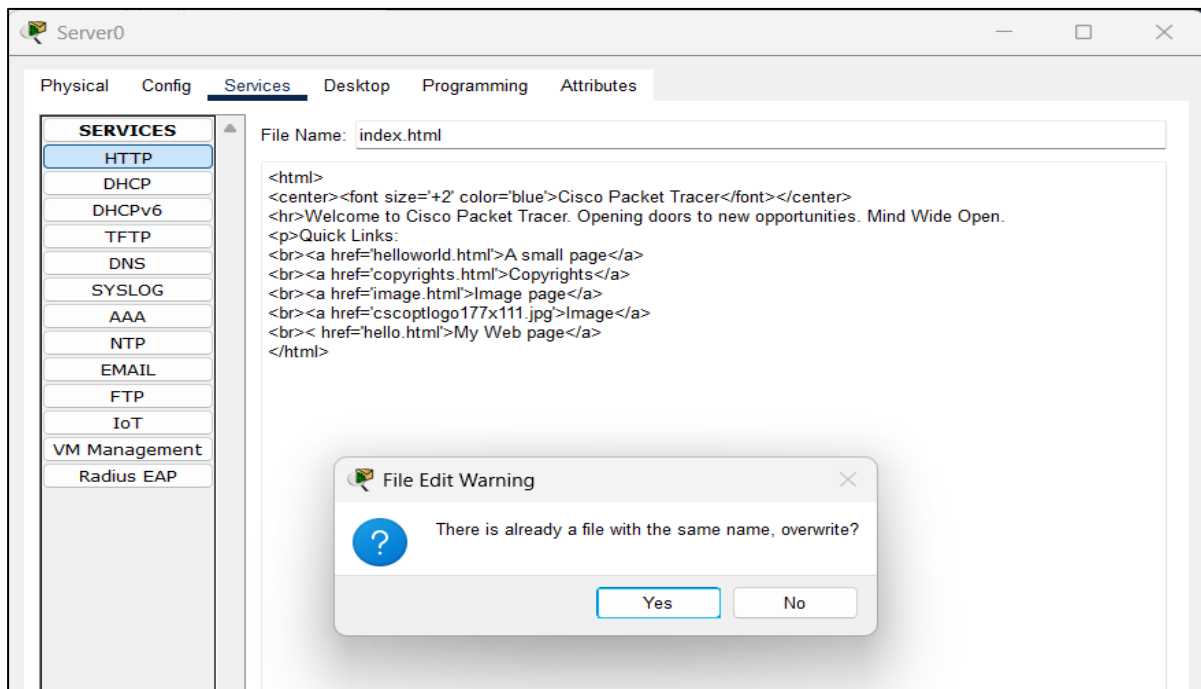 Server0
Physical Config Services Desktop Programming Attributes
SERVICES
HTTP
DHCP
DHCPv6
TFTP
DNS
SYSLOG
AAA
NTP
EMAIL
FTP
IoT
VM Management
Radius EAP
File Name: index.html
<html>
<center><font size='+2' color='blue'>Cisco Packet Tracer</font></center>
<hr>Welcome to Cisco Packet Tracer. Opening doors to new opportunities. Mind Wide Open.
<p>Quick Links:
<br><a href='helloworld.html'>A small page</a>
<br><a href='copyrights.html'>Copyrights</a>
<br><a href='image.html'>Image page</a>
<br><a href='cscoptlogo177x111.jpg'>Image</a>
<br>< href='hello.html'>My Web page</a>
</html>
File Edit Warning
There is already a file with the same name, overwrite?
Yes No